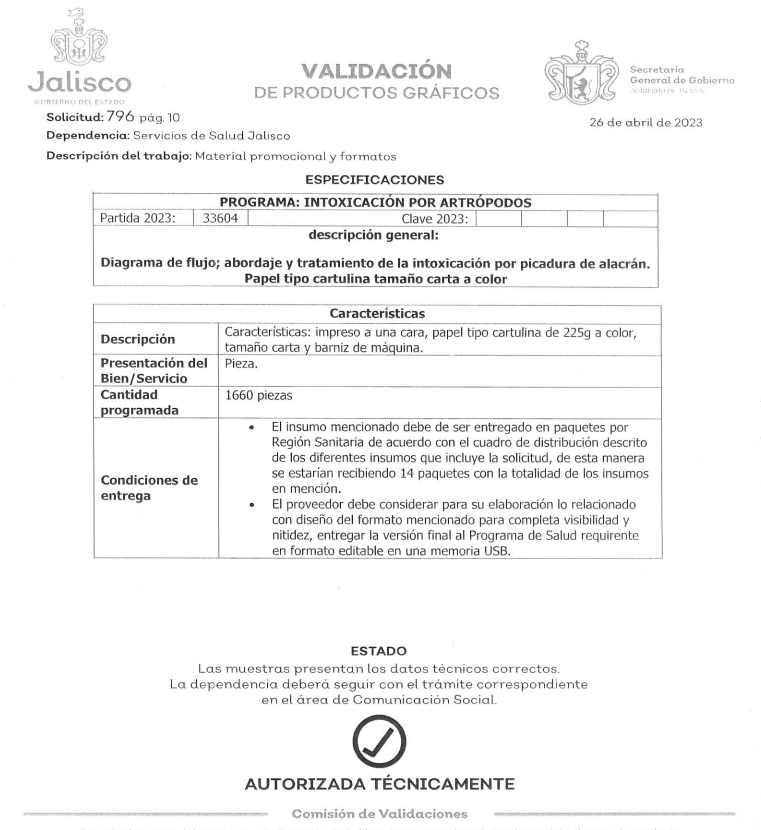 Jalisco
GOBIERNO DEL ESTADO
VALIDACIÓN
DE PRODUCTOS GRÁFICOS
Secretaría
General de Gobierno
Solicitud: 796 pág. 10
26 de abril de 2023
Dependencia: Servicios de Salud Jalisco
Descripción del trabajo: Material promocional y formatos
ESPECIFICACIONES
PROGRAMA: INTOXICACIÓN POR ARTRÓPODOS
Partida 2023: 33604 Clave 2023:
descripción general:
Diagrama de flujo; abordaje y tratamiento de la intoxicación por picadura de alacrán.
Papel tipo cartulina tamaño carta a color
Características
Descripción
Características: impreso a una cara, papel tipo cartulina de 225g a color,
tamaño carta y barniz de máquina.
Presentación del
Bien/Servicio
Pieza.
Cantidad
programada
1660 piezas
Condiciones de
entrega
• El insumo mencionado debe de ser entregado en paquetes por
Región Sanitaria de acuerdo con el cuadro de distribución descrito
de los diferentes insumos que incluye la solicitud, de esta manera
se estarían recibiendo 14 paquetes con la totalidad de los insumos
en mención.
• El proveedor debe considerar para su elaboración lo relacionado
con diseño del formato mencionado para completa visibilidad y
nitidez, entregar la versión final al Programa de Salud requirente
en formato editable en una memoria USB.
ESTADO
Las muestras presentan los datos técnicos correctos.
La dependencia deberá seguir con el trámite correspondiente
en el área de Comunicación Social.
AUTORIZADA TÉCNICAMENTE
Comisión de Validaciones